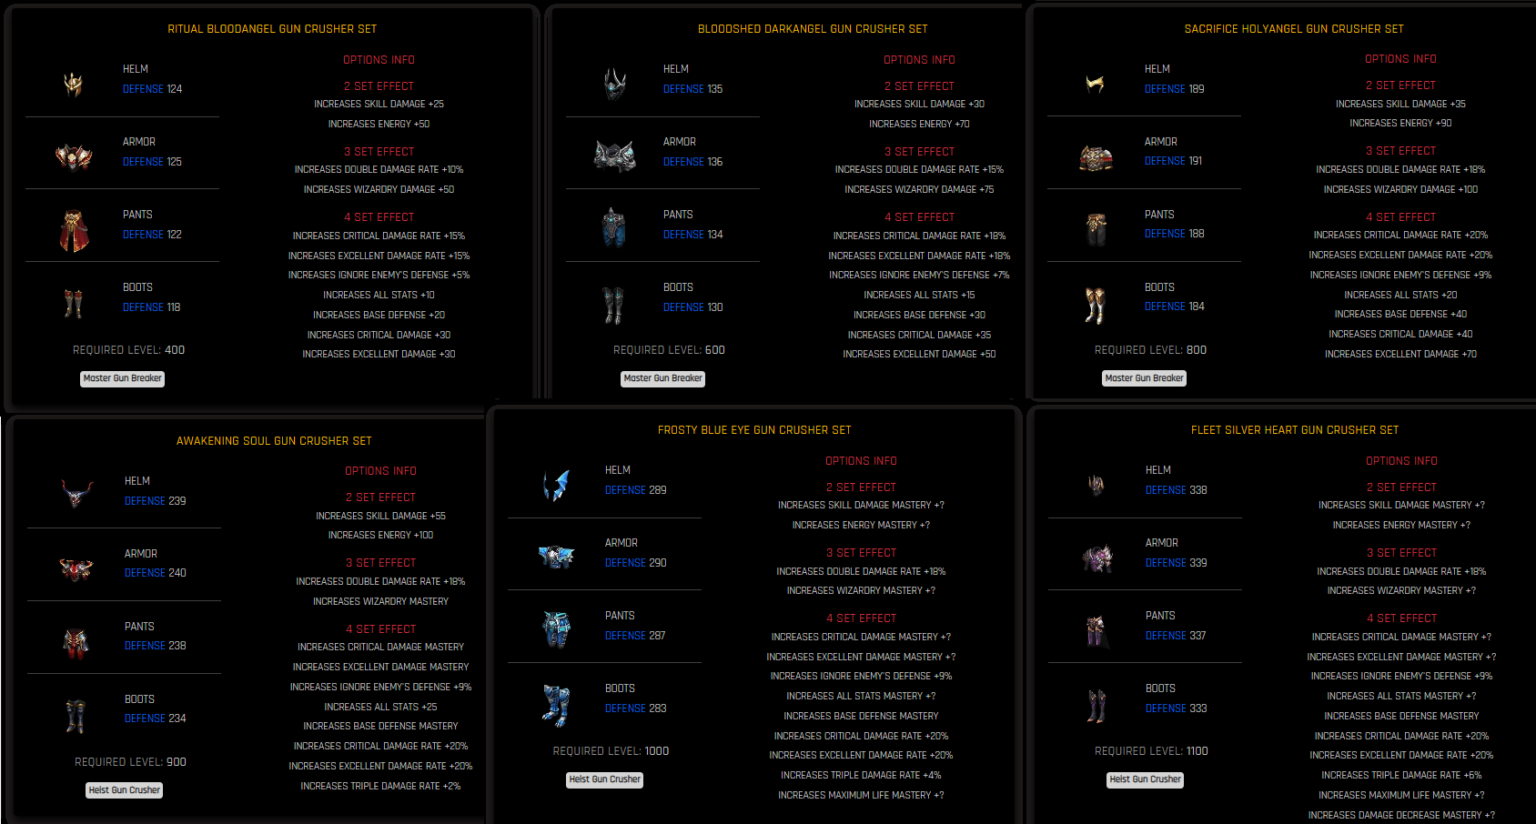 RITUAL BLOODANGEL GUN CRUSHER SET
HELM
DEFENSE 124
ARMOR
DEFENSE 125
PANTS
DEFENSE 122
BOOTS
DEFENSE 118
REQUIRED LEVEL: 400
Master Gun Breaker
OPTIONS INFO
2 SET EFFECT
INCREASES SKILL DAMAGE +25
INCREASES ENERGY +50
3 SET EFFECT
INCREASES DOUBLE DAMAGE RATE +10%
INCREASES WIZARDRY DAMAGE +50
4 SET EFFECT
INCREASES CRITICAL DAMAGE RATE +15%
INCREASES EXCELLENT DAMAGE RATE +15%
INCREASES IGNORE ENEMY'S DEFENSE +5%
INCREASES ALL STATS +10
INCREASES BASE DEFENSE +20
INCREASES CRITICAL DAMAGE +30
INCREASES EXCELLENT DAMAGE +30
BLOODSHED DARKANGEL GUN CRUSHER SET
HELM
DEFENSE 135
ARMOR
DEFENSE 136
PANTS
DEFENSE 134
BOOTS
DEFENSE 130
REQUIRED LEVEL: 600
Master Gun Breaker
OPTIONS INFO
2 SET EFFECT
INCREASES SKILL DAMAGE +30
INCREASES ENERGY +70
3 SET EFFECT
INCREASES DOUBLE DAMAGE RATE +15%
INCREASES WIZARDRY DAMAGE +75
4 SET EFFECT
INCREASES CRITICAL DAMAGE RATE +18%
INCREASES EXCELLENT DAMAGE RATE +18%
INCREASES IGNORE ENEMY'S DEFENSE +7%
INCREASES ALL STATS +15
INCREASES BASE DEFENSE +30
INCREASES CRITICAL DAMAGE +35
INCREASES EXCELLENT DAMAGE +50
SACRIFICE HOLYANGEL GUN CRUSHER SET
HELM
DEFENSE 189
ARMOR
DEFENSE 191
PANTS
DEFENSE 188
BOOTS
DEFENSE 184
REQUIRED LEVEL: 800
Master Gun Breaker
OPTIONS INFO
2 SET EFFECT
INCREASES SKILL DAMAGE +35
INCREASES ENERGY +90
3 SET EFFECT
INCREASES DOUBLE DAMAGE RATE +18%
INCREASES WIZARDRY DAMAGE +100
4 SET EFFECT
INCREASES CRITICAL DAMAGE RATE +20%
INCREASES EXCELLENT DAMAGE RATE +20%
INCREASES IGNORE ENEMY'S DEFENSE +9%
INCREASES ALL STATS +20
INCREASES BASE DEFENSE +40
INCREASES CRITICAL DAMAGE +40
INCREASES EXCELLENT DAMAGE +70
AWAKENING SOUL GUN CRUSHER SET
HELM
DEFENSE 239
ARMOR
DEFENSE 240
PANTS
DEFENSE 238
BOOTS
DEFENSE 234
REQUIRED LEVEL: 900
Heist Gun Crusher
OPTIONS INFO
2 SET EFFECT
INCREASES SKILL DAMAGE +55
INCREASES ENERGY +100
3 SET EFFECT
INCREASES DOUBLE DAMAGE RATE +18%
INCREASES WIZARDRY MASTERY
4 SET EFFECT
INCREASES CRITICAL DAMAGE MASTERY
INCREASES EXCELLENT DAMAGE MASTERY
INCREASES IGNORE ENEMY'S DEFENSE +9%
INCREASES ALL STATS +25
INCREASES BASE DEFENSE MASTERY
INCREASES CRITICAL DAMAGE RATE +20%
INCREASES EXCELLENT DAMAGE RATE +20%
INCREASES TRIPLE DAMAGE RATE +2%
FROSTY BLUE EYE GUN CRUSHER SET
HELM
DEFENSE 289
ARMOR
DEFENSE 290
PANTS
DEFENSE 287
BOOTS
DEFENSE 283
REQUIRED LEVEL: 1000
Heist Gun Crusher
OPTIONS INFO
2 SET EFFECT
INCREASES SKILL DAMAGE MASTERY +?
INCREASES ENERGY MASTERY +?
3 SET EFFECT
INCREASES DOUBLE DAMAGE RATE +18%
INCREASES WIZARDRY MASTERY +?
4 SET EFFECT
INCREASES CRITICAL DAMAGE MASTERY +?
INCREASES EXCELLENT DAMAGE MASTERY +?
INCREASES IGNORE ENEMY'S DEFENSE +9%
INCREASES ALL STATS MASTERY +?
INCREASES BASE DEFENSE MASTERY
INCREASES CRITICAL DAMAGE RATE +20%
INCREASES EXCELLENT DAMAGE RATE +20%
INCREASES TRIPLE DAMAGE RATE +4%
INCREASES MAXIMUM LIFE MASTERY +?
FLEET SILVER HEART GUN CRUSHER SET
HELM
DEFENSE 338
ARMOR
DEFENSE 339
PANTS
DEFENSE 337
BOOTS
DEFENSE 333
REQUIRED LEVEL: 1100
Heist Gun Crusher
OPTIONS INFO
2 SET EFFECT
INCREASES SKILL DAMAGE MASTERY +?
INCREASES ENERGY MASTERY +?
3 SET EFFECT
INCREASES DOUBLE DAMAGE RATE +18%
INCREASES WIZARDRY MASTERY +?
4 SET EFFECT
INCREASES CRITICAL DAMAGE MASTERY +?
INCREASES EXCELLENT DAMAGE MASTERY +?
INCREASES IGNORE ENEMY'S DEFENSE +9%
INCREASES ALL STATS MASTERY +?
INCREASES BASE DEFENSE MASTERY
INCREASES CRITICAL DAMAGE RATE +20%
INCREASES EXCELLENT DAMAGE RATE +20%
INCREASES TRIPLE DAMAGE RATE +6%
INCREASES MAXIMUM LIFE MASTERY +?
INCREASES DAMAGE DECREASE MASTERY +?